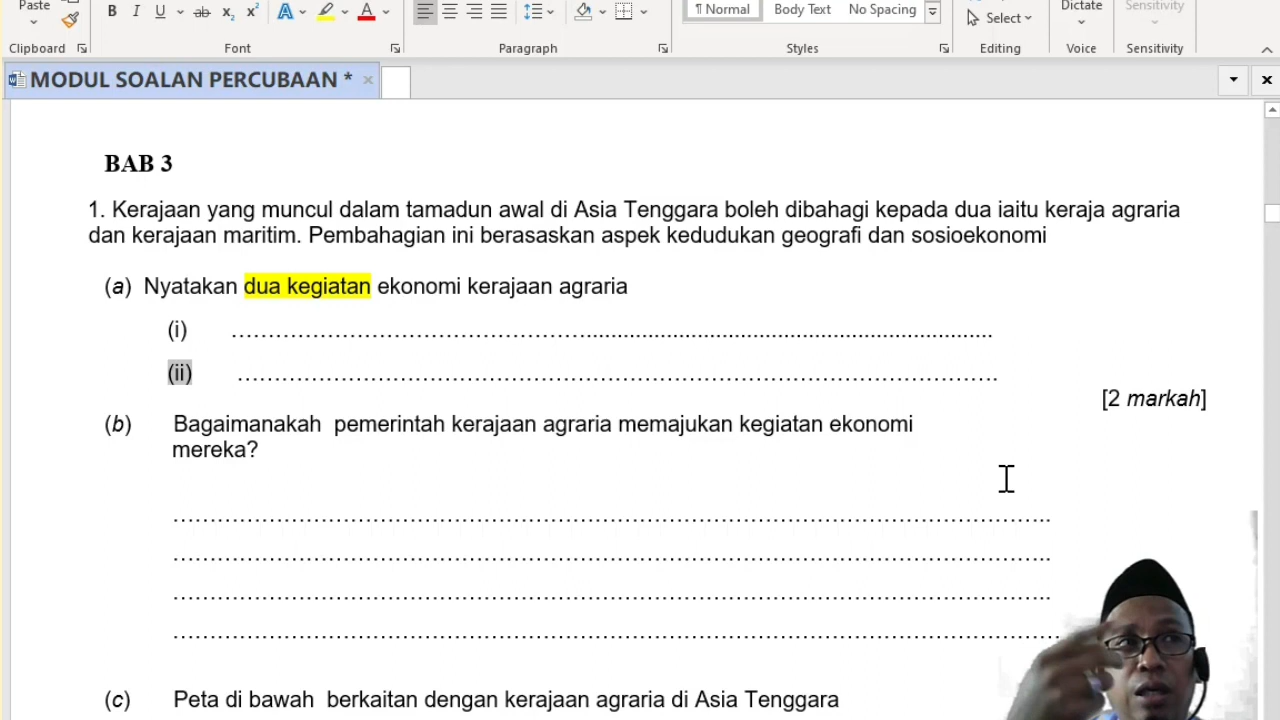 Paste
B I U ab x₂ x² A A
¶ Normal Body Text No Spacing
Select
Dictate
Sensitivity
Clipboard Font Paragraph Styles Editing Voice Sensitivity
MODUL SOALAN PERCUBAAN *
BAB 3
1. Kerajaan yang muncul dalam tamadun awal di Asia Tenggara boleh dibahagi kepada dua iaitu keraja agraria
dan kerajaan maritim. Pembahagian ini berasaskan aspek kedudukan geografi dan sosioekonomi
(a) Nyatakan dua kegiatan ekonomi kerajaan agraria
(i) ……………………………………………………………………………
(ii) ……………………………………………………………………………
[2 markah]
(b) Bagaimanakah pemerintah kerajaan agraria memajukan kegiatan ekonomi
mereka?
………………………………………………………………………………………..
………………………………………………………………………………………..
………………………………………………………………………………………..
………………………………………………………………………………………..
(c) Peta di bawah berkaitan dengan kerajaan agraria di Asia Tenggara